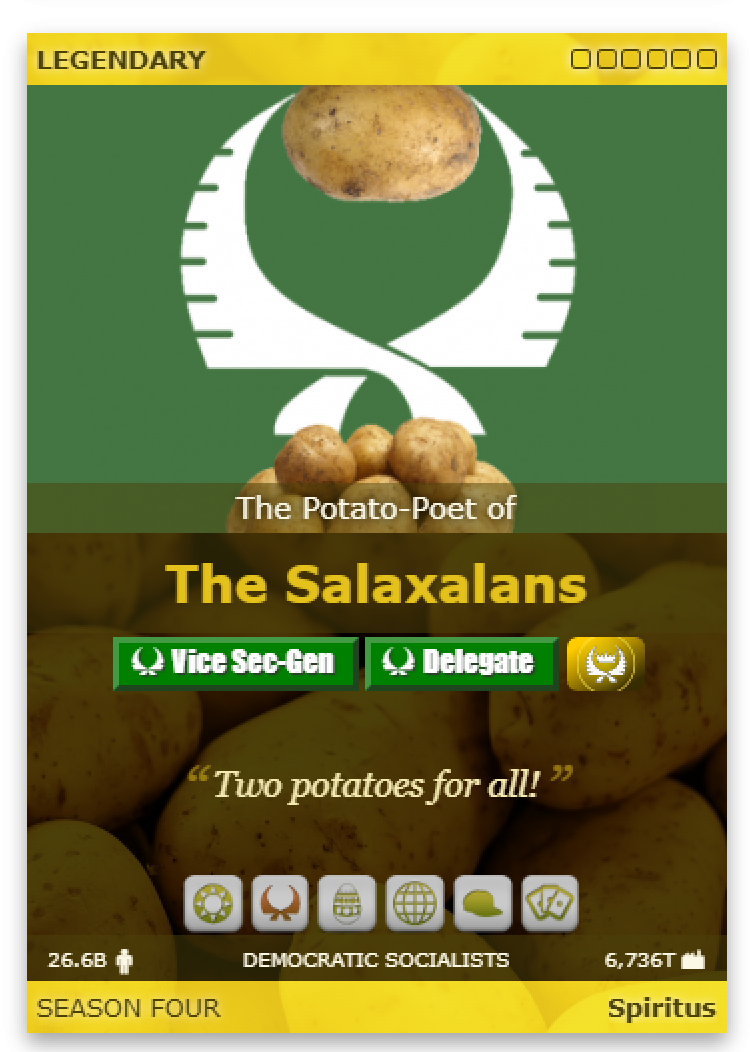 LEGENDARY
The Potato-Poet of
The Salaxalans
Vice Sec-Gen Delegate
“Two potatoes for all! ”
26.6B DEMOCRATIC SOCIALISTS 6,736T
SEASON FOUR Spiritus